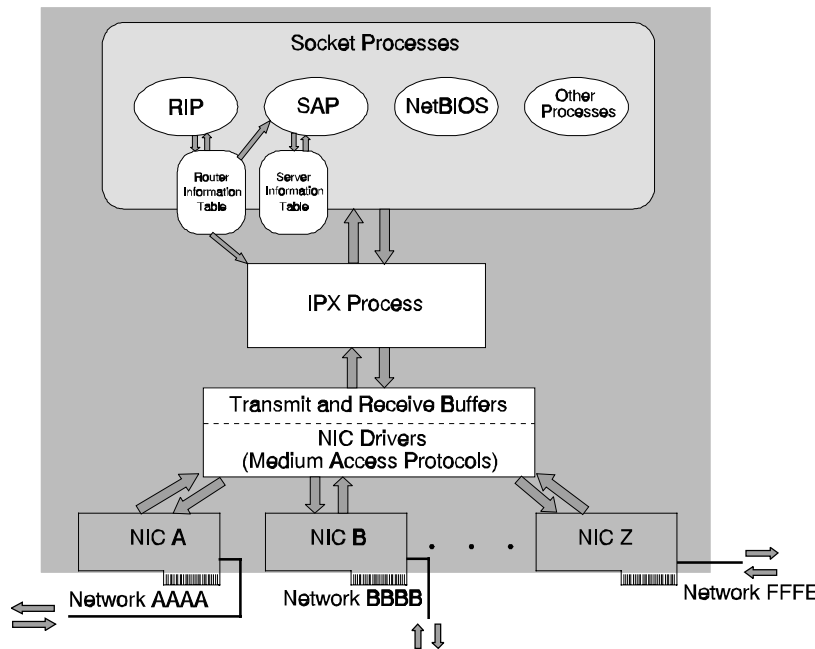 Socket Processes
RIP
SAP
NetBIOS
Other
Processes
Router
Information
Table
Server
Information
Table
IPX Process
Transmit and Receive Buffers
NIC Drivers
(Medium Access Protocols)
NIC A
NIC B
. . .
NIC Z
Network AAAA
Network BBBB
Network FFFE